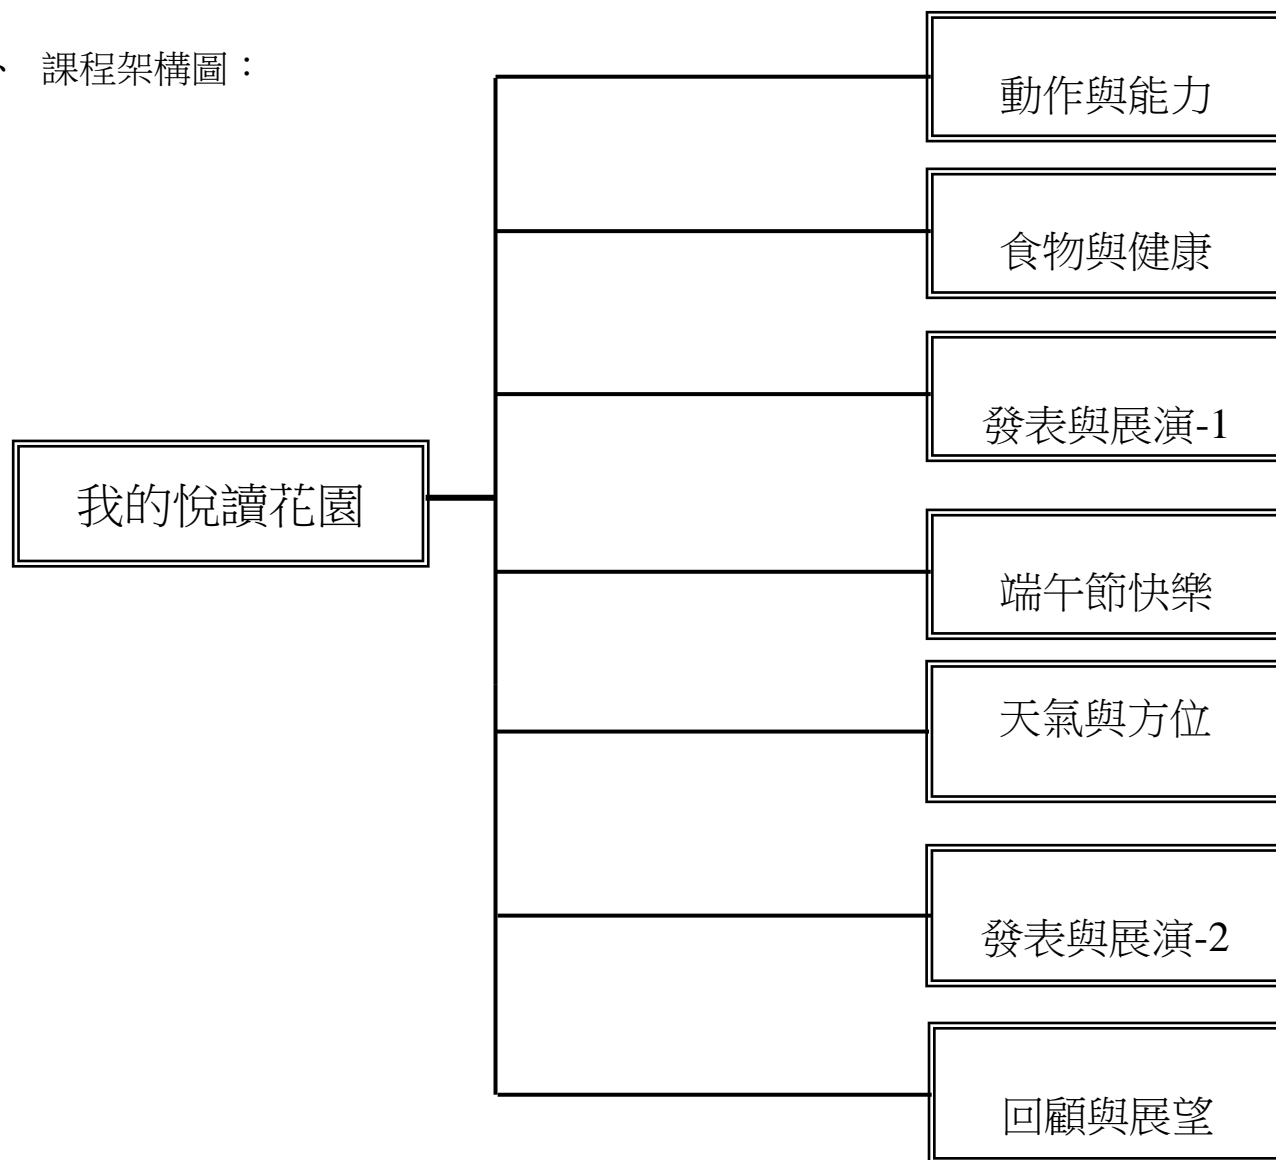 、 課程架構圖：
動作與能力
食物與健康
發表與展演-1
我的悅讀花園
端午節快樂
天氣與方位
發表與展演-2
回顧與展望